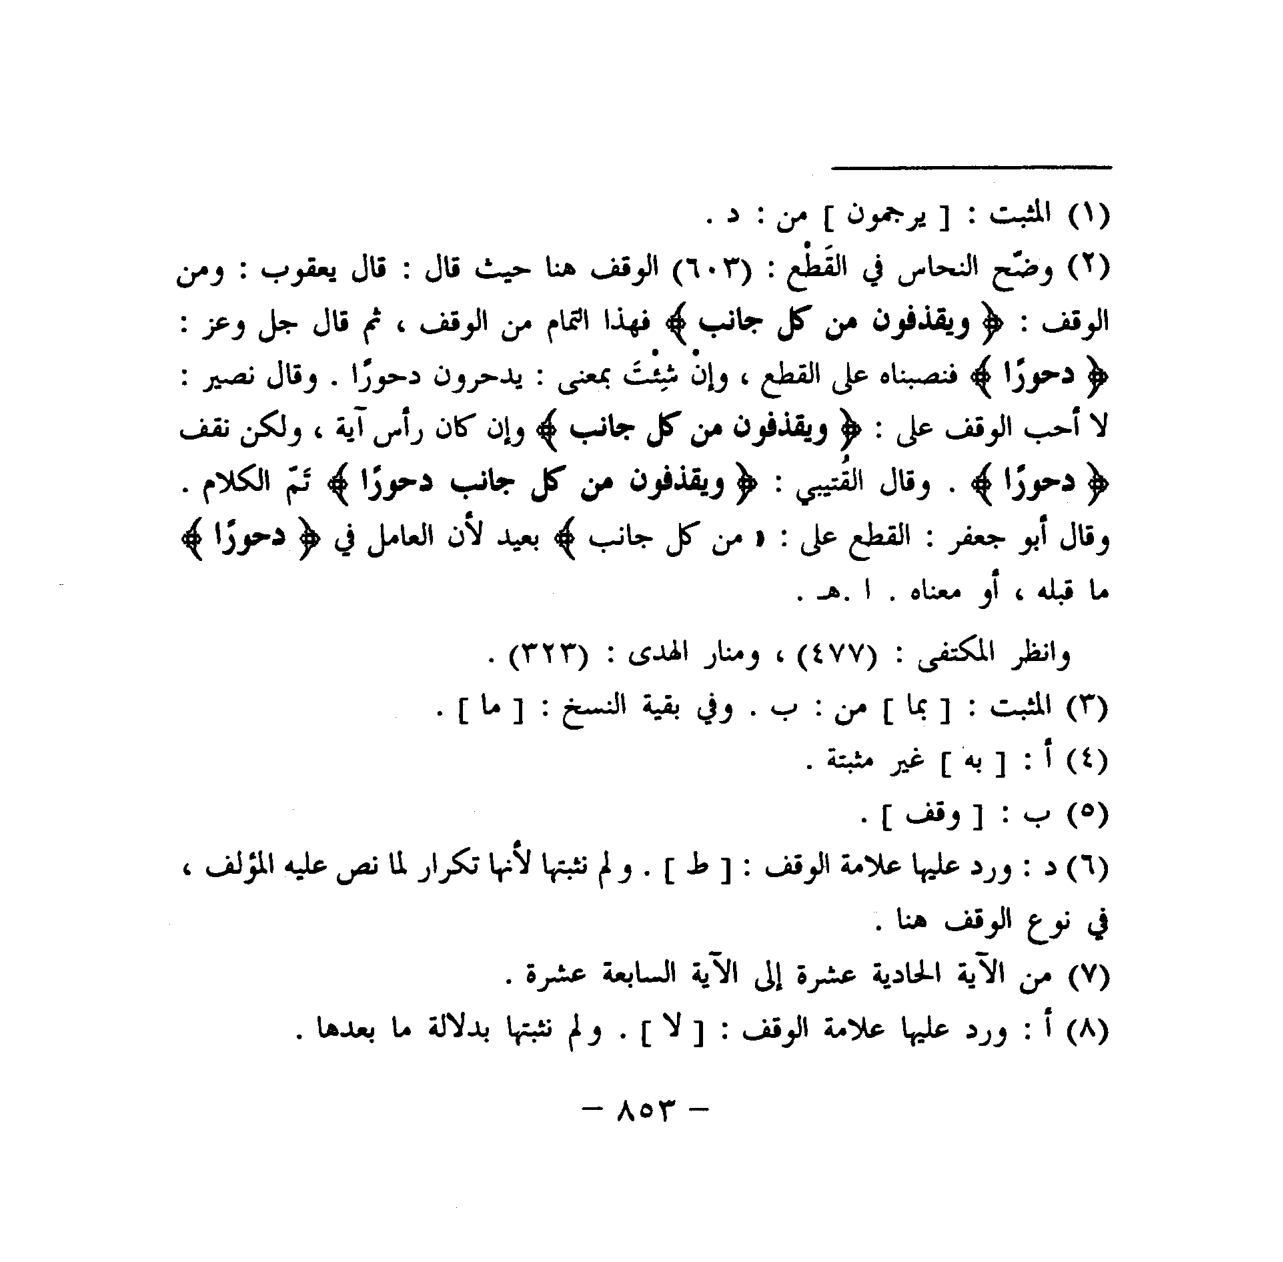 (١) المثبت : [ يرجمون ] من : د .
(٢) وضّح النحاس في القَطْع : (٦٠٣) الوقف هنا حيث قال : قال يعقوب : ومن
الوقف : ﴿ ويقذفون من كل جانب ﴾ فهذا التمام من الوقف ، ثم قال جل وعز :
﴿ دحورًا ﴾ فنصبناه على القطع ، وإنْ شِئْتَ بمعنى : يدحرون دحورًا . وقال نصير :
لا أحب الوقف على : ﴿ ويقذفون من كل جانب ﴾ وإن كان رأس آية ، ولكن نقف
﴿ دحورًا ﴾ . وقال القُتيبي : ﴿ ويقذفون من كل جانب دحورًا ﴾ تَمّ الكلام .
وقال أبو جعفر : القطع على : ﴿ من كل جانب ﴾ بعيد لأن العامل في ﴿ دحورًا ﴾
ما قبله ، أو معناه . ا .هـ .
وانظر المكتفى : (٤٧٧) ، ومنار الهدى : (٣٢٣) .
(٣) المثبت : [ بما ] من : ب . وفي بقية النسخ : [ ما ] .
(٤) أ : [ به ] غير مثبتة .
(٥) ب : [ وقف ] .
(٦) د : ورد عليها علامة الوقف : [ ط ] . ولم نثبتها لأنها تكرار لما نص عليه المؤلف ،
في نوع الوقف هنا .
(٧) من الآية الحادية عشرة إلى الآية السابعة عشرة .
(٨) أ : ورد عليها علامة الوقف : [ لا ] . ولم نثبتها بدلالة ما بعدها .
– ٨٥٣ –